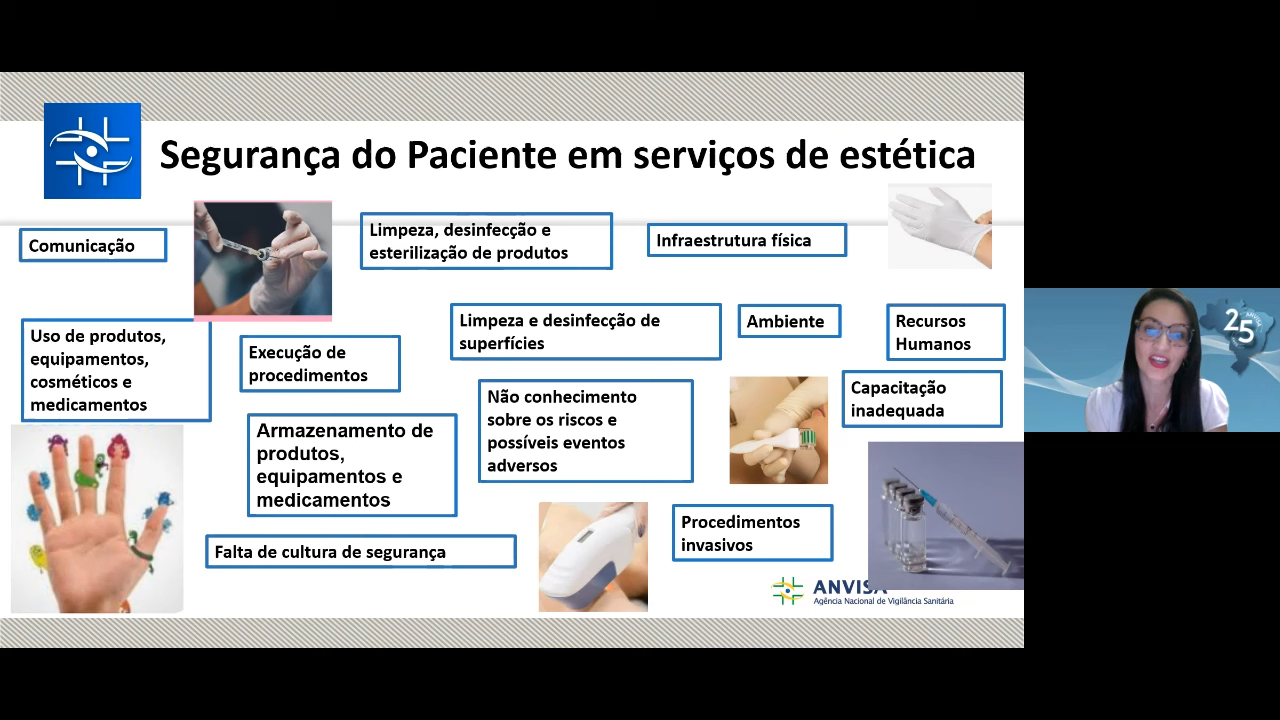 Segurança do Paciente em serviços de estética
Comunicação
Limpeza, desinfecção e
esterilização de produtos
Infraestrutura física
Uso de produtos,
equipamentos,
cosméticos e
medicamentos
Execução de
procedimentos
Limpeza e desinfecção de
superfícies
Ambiente
Recursos
Humanos
Capacitação
inadequada
Não conhecimento
sobre os riscos e
possíveis eventos
adversos
Armazenamento de
produtos,
equipamentos e
medicamentos
Falta de cultura de segurança
Procedimentos
invasivos
ANVISA
Agência Nacional de Vigilância Sanitária
25